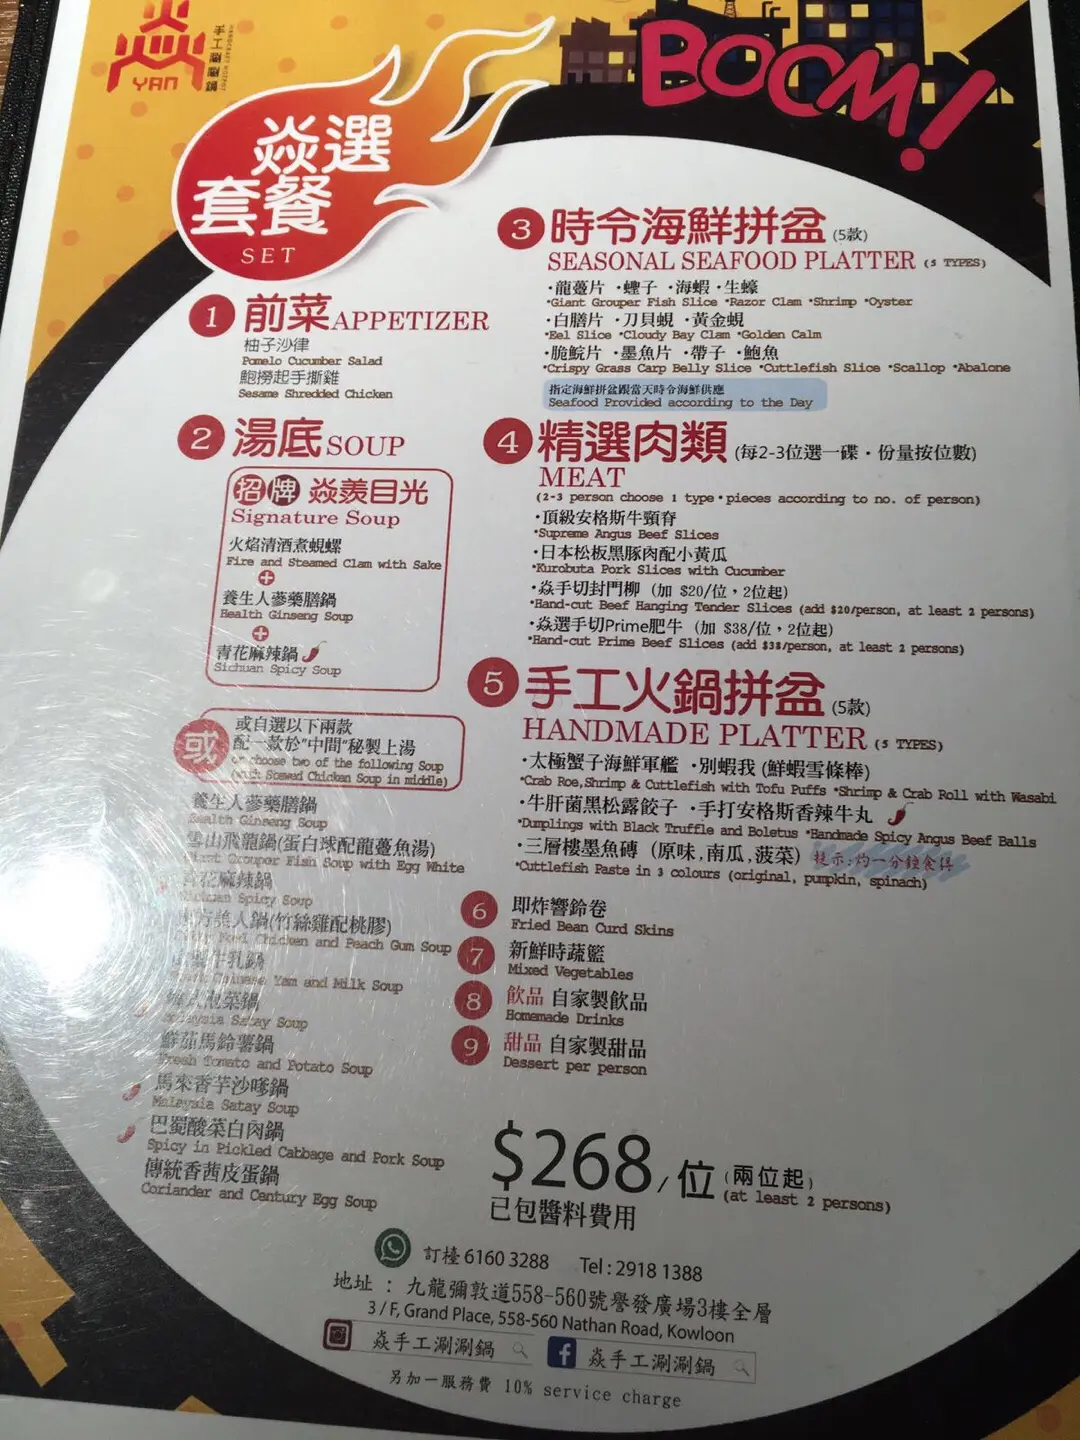 YAN
手工涮涮鍋
BOOM!
焱選
套餐
SET
1 前菜 APPETIZER
柚子沙律
Pomelo Cucumber Salad
鮑撈起手撕雞
Sesame Shredded Chicken
2 湯底 SOUP
招牌 焱羨目光
Signature Soup
火焰清酒煮蜆螺
Fire and Steamed Clam with Sake
+
養生人蔘藥膳鍋
Health Ginseng Soup
+
青花麻辣鍋
Sichuan Spicy Soup
或
或自選以下兩款
配一款於"中間"秘製上湯
or choose two of the following Soup
(with Stewed Chicken Soup in middle)
養生人蔘藥膳鍋
Health Ginseng Soup
雪山飛龍鍋(蛋白球配龍躉魚湯)
Giant Grouper Fish Soup with Egg White
青花麻辣鍋
Sichuan Spicy Soup
美人鍋(竹絲雞配桃膠)
Chicken and Peach Gum Soup
牛乳鍋
Chinese Yam and Milk Soup
泡菜鍋
Malaysia Satay Soup
鮮茄馬鈴薯鍋
Fresh Tomato and Potato Soup
馬來香芋沙嗲鍋
Malaysia Satay Soup
巴蜀酸菜白肉鍋
Spicy in Pickled Cabbage and Pork Soup
傳統香茜皮蛋鍋
Coriander and Century Egg Soup
3 時令海鮮拼盆 (5款)
SEASONAL SEAFOOD PLATTER (5 TYPES)
·龍躉片 ·蟶子 ·海蝦 ·生蠔
*Giant Grouper Fish Slice *Razor Clam *Shrimp *Oyster
·白膳片 ·刀貝蜆 ·黃金蜆
*Eel Slice *Cloudy Bay Clam *Golden Calm
·脆鯇片 ·墨魚片 ·帶子 ·鮑魚
*Crispy Grass Carp Belly Slice *Cuttlefish Slice *Scallop *Abalone
指定海鮮拼盆跟當天時令海鮮供應
Seafood Provided according to the Day
4 精選肉類 (每2-3位選一碟·份量按位數)
MEAT
(2-3 person choose 1 type·pieces according to no. of person)
·頂級安格斯牛頸脊
*Supreme Angus Beef Slices
·日本松板黑豚肉配小黃瓜
*Kurobuta Pork Slices with Cucumber
·焱手切封門柳 (加 $20/位，2位起)
*Hand-cut Beef Hanging Tender Slices (add $20/person, at least 2 persons)
·焱選手切Prime肥牛 (加 $38/位，2位起)
*Hand-cut Prime Beef Slices (add $38/person, at least 2 persons)
5 手工火鍋拼盆 (5款)
HANDMADE PLATTER (5 TYPES)
·太極蟹子海鮮軍艦 ·別蝦我 (鮮蝦雪條棒)
*Crab Roe,Shrimp & Cuttlefish with Tofu Puffs *Shrimp & Crab Roll with Wasabi
·牛肝菌黑松露餃子 ·手打安格斯香辣牛丸
*Dumplings with Black Truffle and Boletus *Handmade Spicy Angus Beef Balls
·三層樓墨魚磚 (原味,南瓜,菠菜) 提示:灼一分鐘食得
*Cuttlefish Paste in 3 colours (original, pumpkin, spinach)
6 即炸響鈴卷
Fried Bean Curd Skins
7 新鮮時蔬籃
Mixed Vegetables
8 飲品 自家製飲品
Homemade Drinks
9 甜品 自家製甜品
Dessert per person
$268/位 (兩位起)
(at least 2 persons)
已包醬料費用
訂檯 6160 3288 Tel : 2918 1388
地址 : 九龍彌敦道558-560號譽發廣場3樓全層
3 / F, Grand Place, 558-560 Nathan Road, Kowloon
焱手工涮涮鍋 焱手工涮涮鍋
另加一服務費 10% service charge